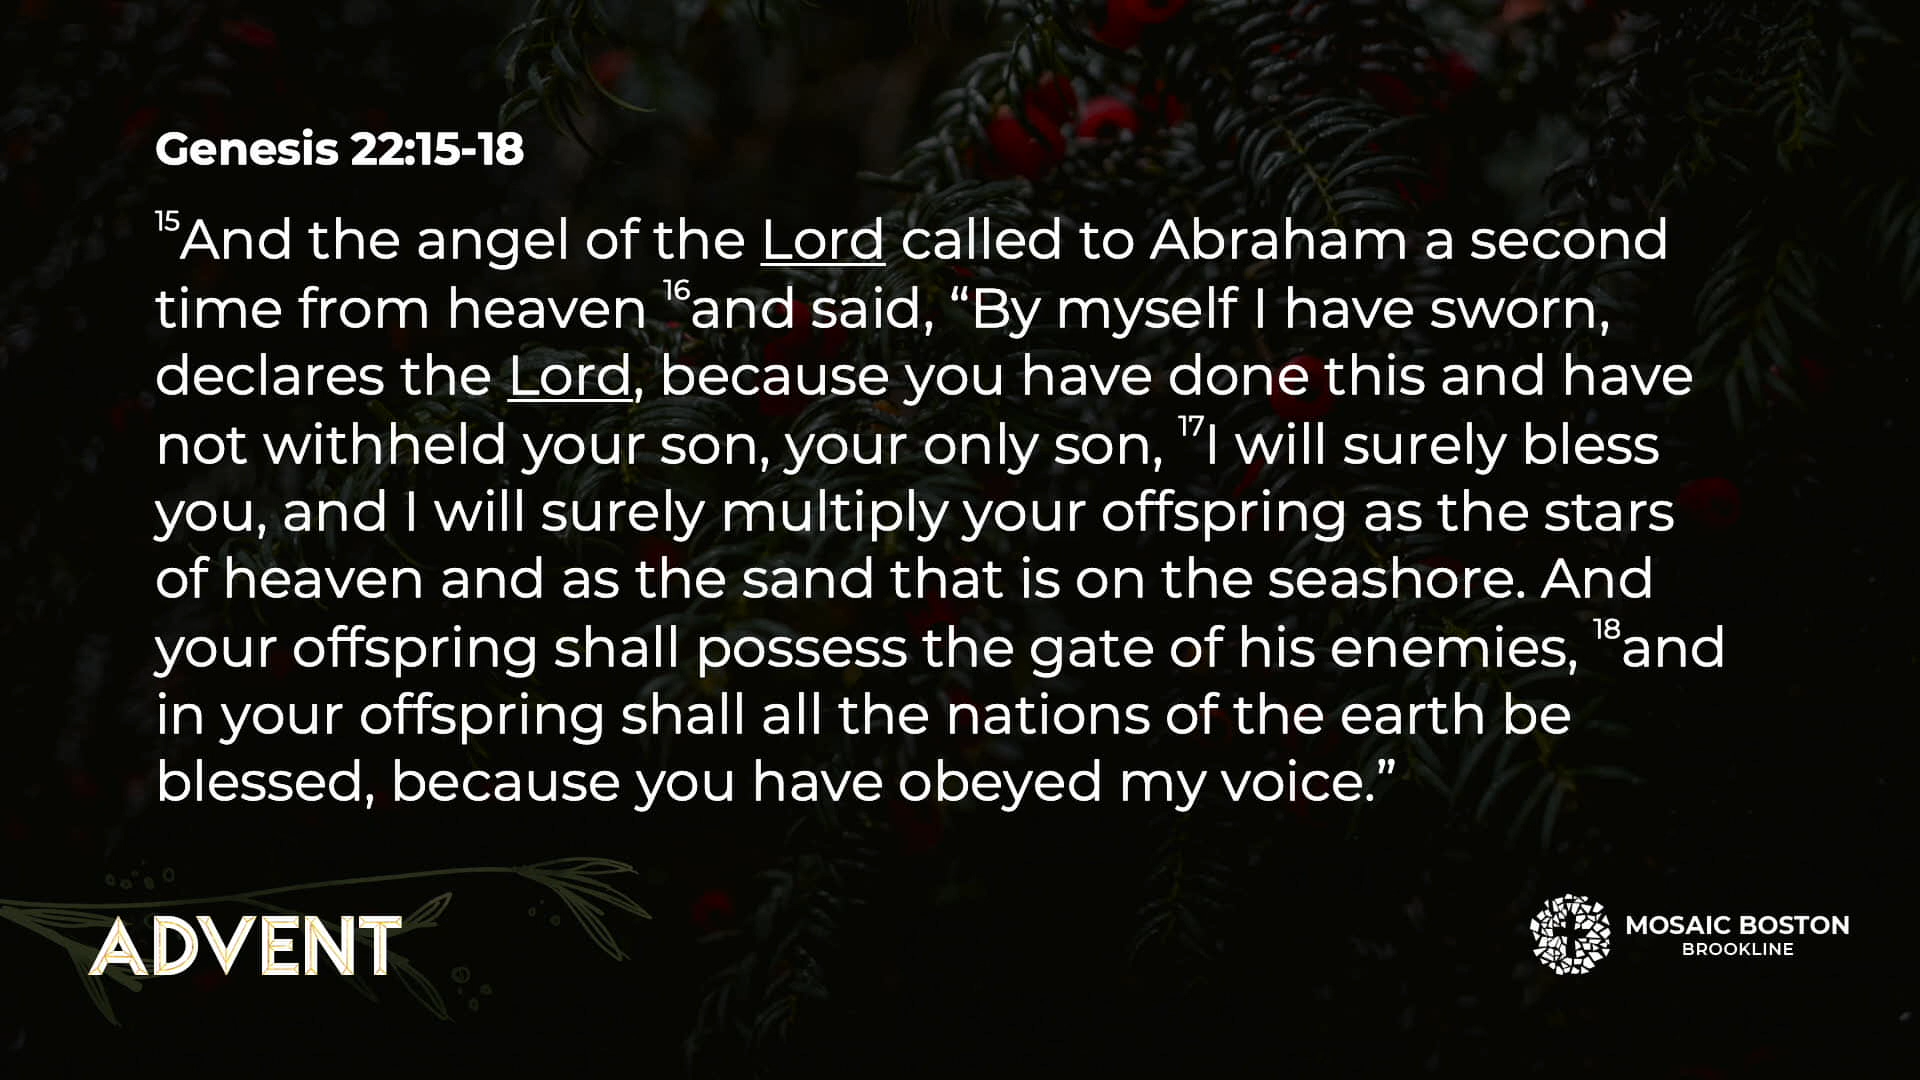 Genesis 22:15-18
15And the angel of the Lord called to Abraham a second
time from heaven 16and said, “By myself I have sworn,
declares the Lord, because you have done this and have
not withheld your son, your only son, 17I will surely bless
you, and I will surely multiply your offspring as the stars
of heaven and as the sand that is on the seashore. And
your offspring shall possess the gate of his enemies, 18and
in your offspring shall all the nations of the earth be
blessed, because you have obeyed my voice.”
ADVENT
MOSAIC BOSTON
BROOKLINE